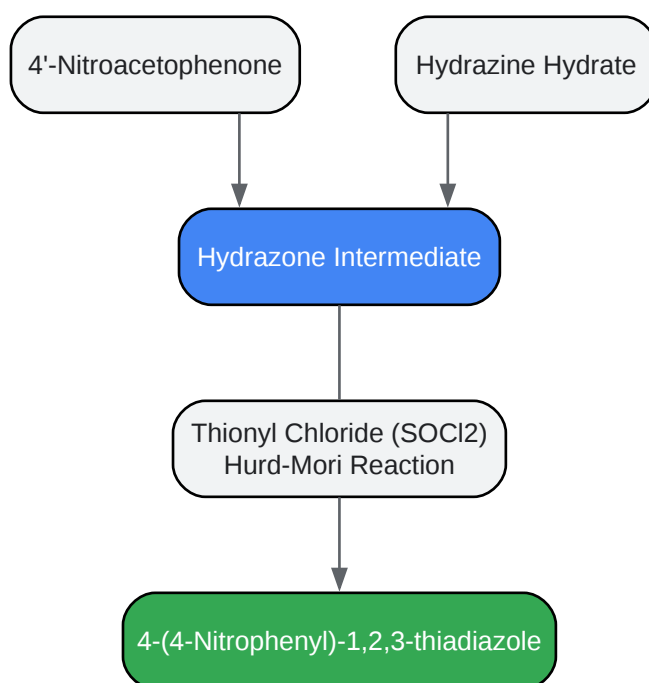 4'-Nitroacetophenone
Hydrazine Hydrate
Hydrazone Intermediate
Thionyl Chloride (SOCl2)
Hurd-Mori Reaction
4-(4-Nitrophenyl)-1,2,3-thiadiazole